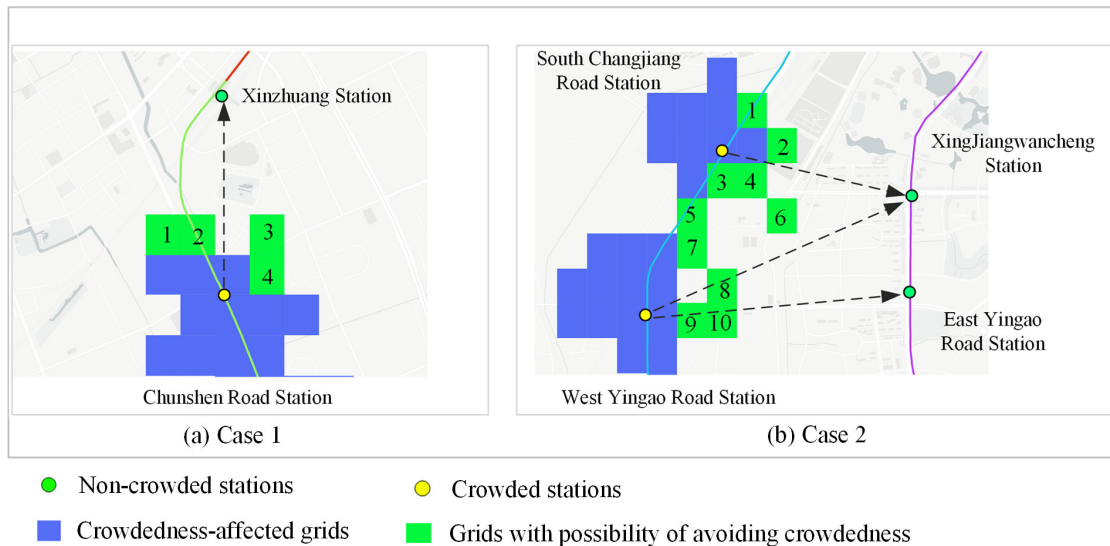 Xinzhuang Station
1
2
3
4
Chunshen Road Station
(a) Case 1
South Changjiang
Road Station
1
2
XingJiangwancheng
Station
3
4
5
6
7
8
9
10
East Yingao
Road Station
West Yingao Road Station
(b) Case 2
Non-crowded stations
Crowded stations
Crowdedness-affected grids
Grids with possibility of avoiding crowdedness